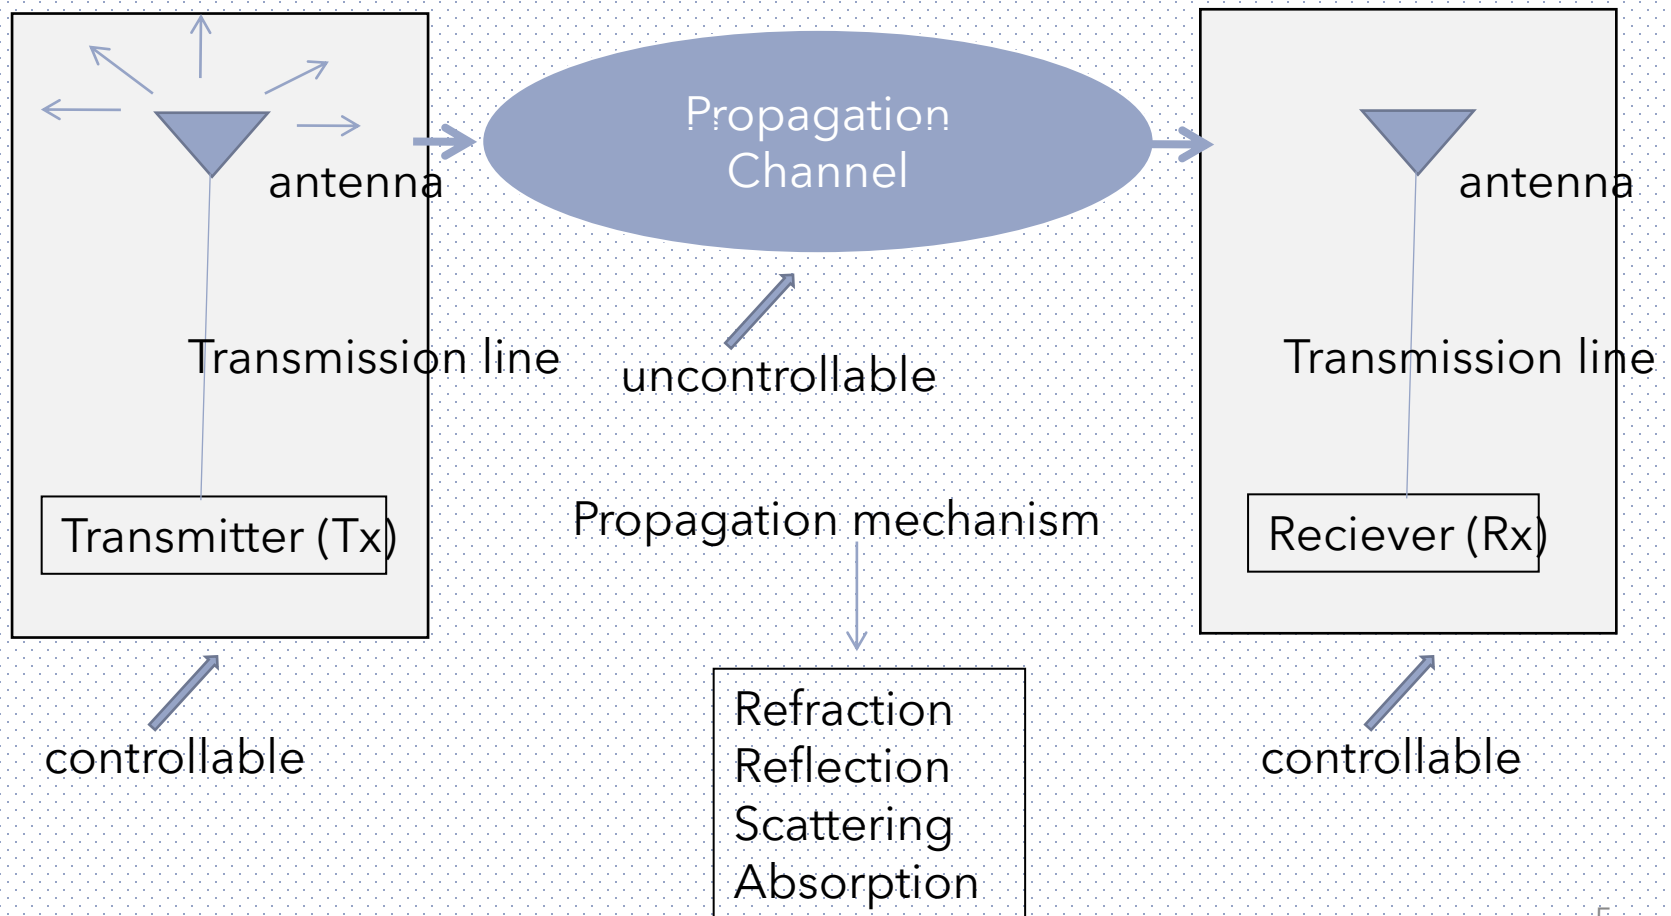 Propagation
Channel
antenna
antenna
Transmission line
Transmission line
uncontrollable
Transmitter (Tx)
Propagation mechanism
Reciever (Rx)
controllable
controllable
Refraction
Reflection
Scattering
Absorption